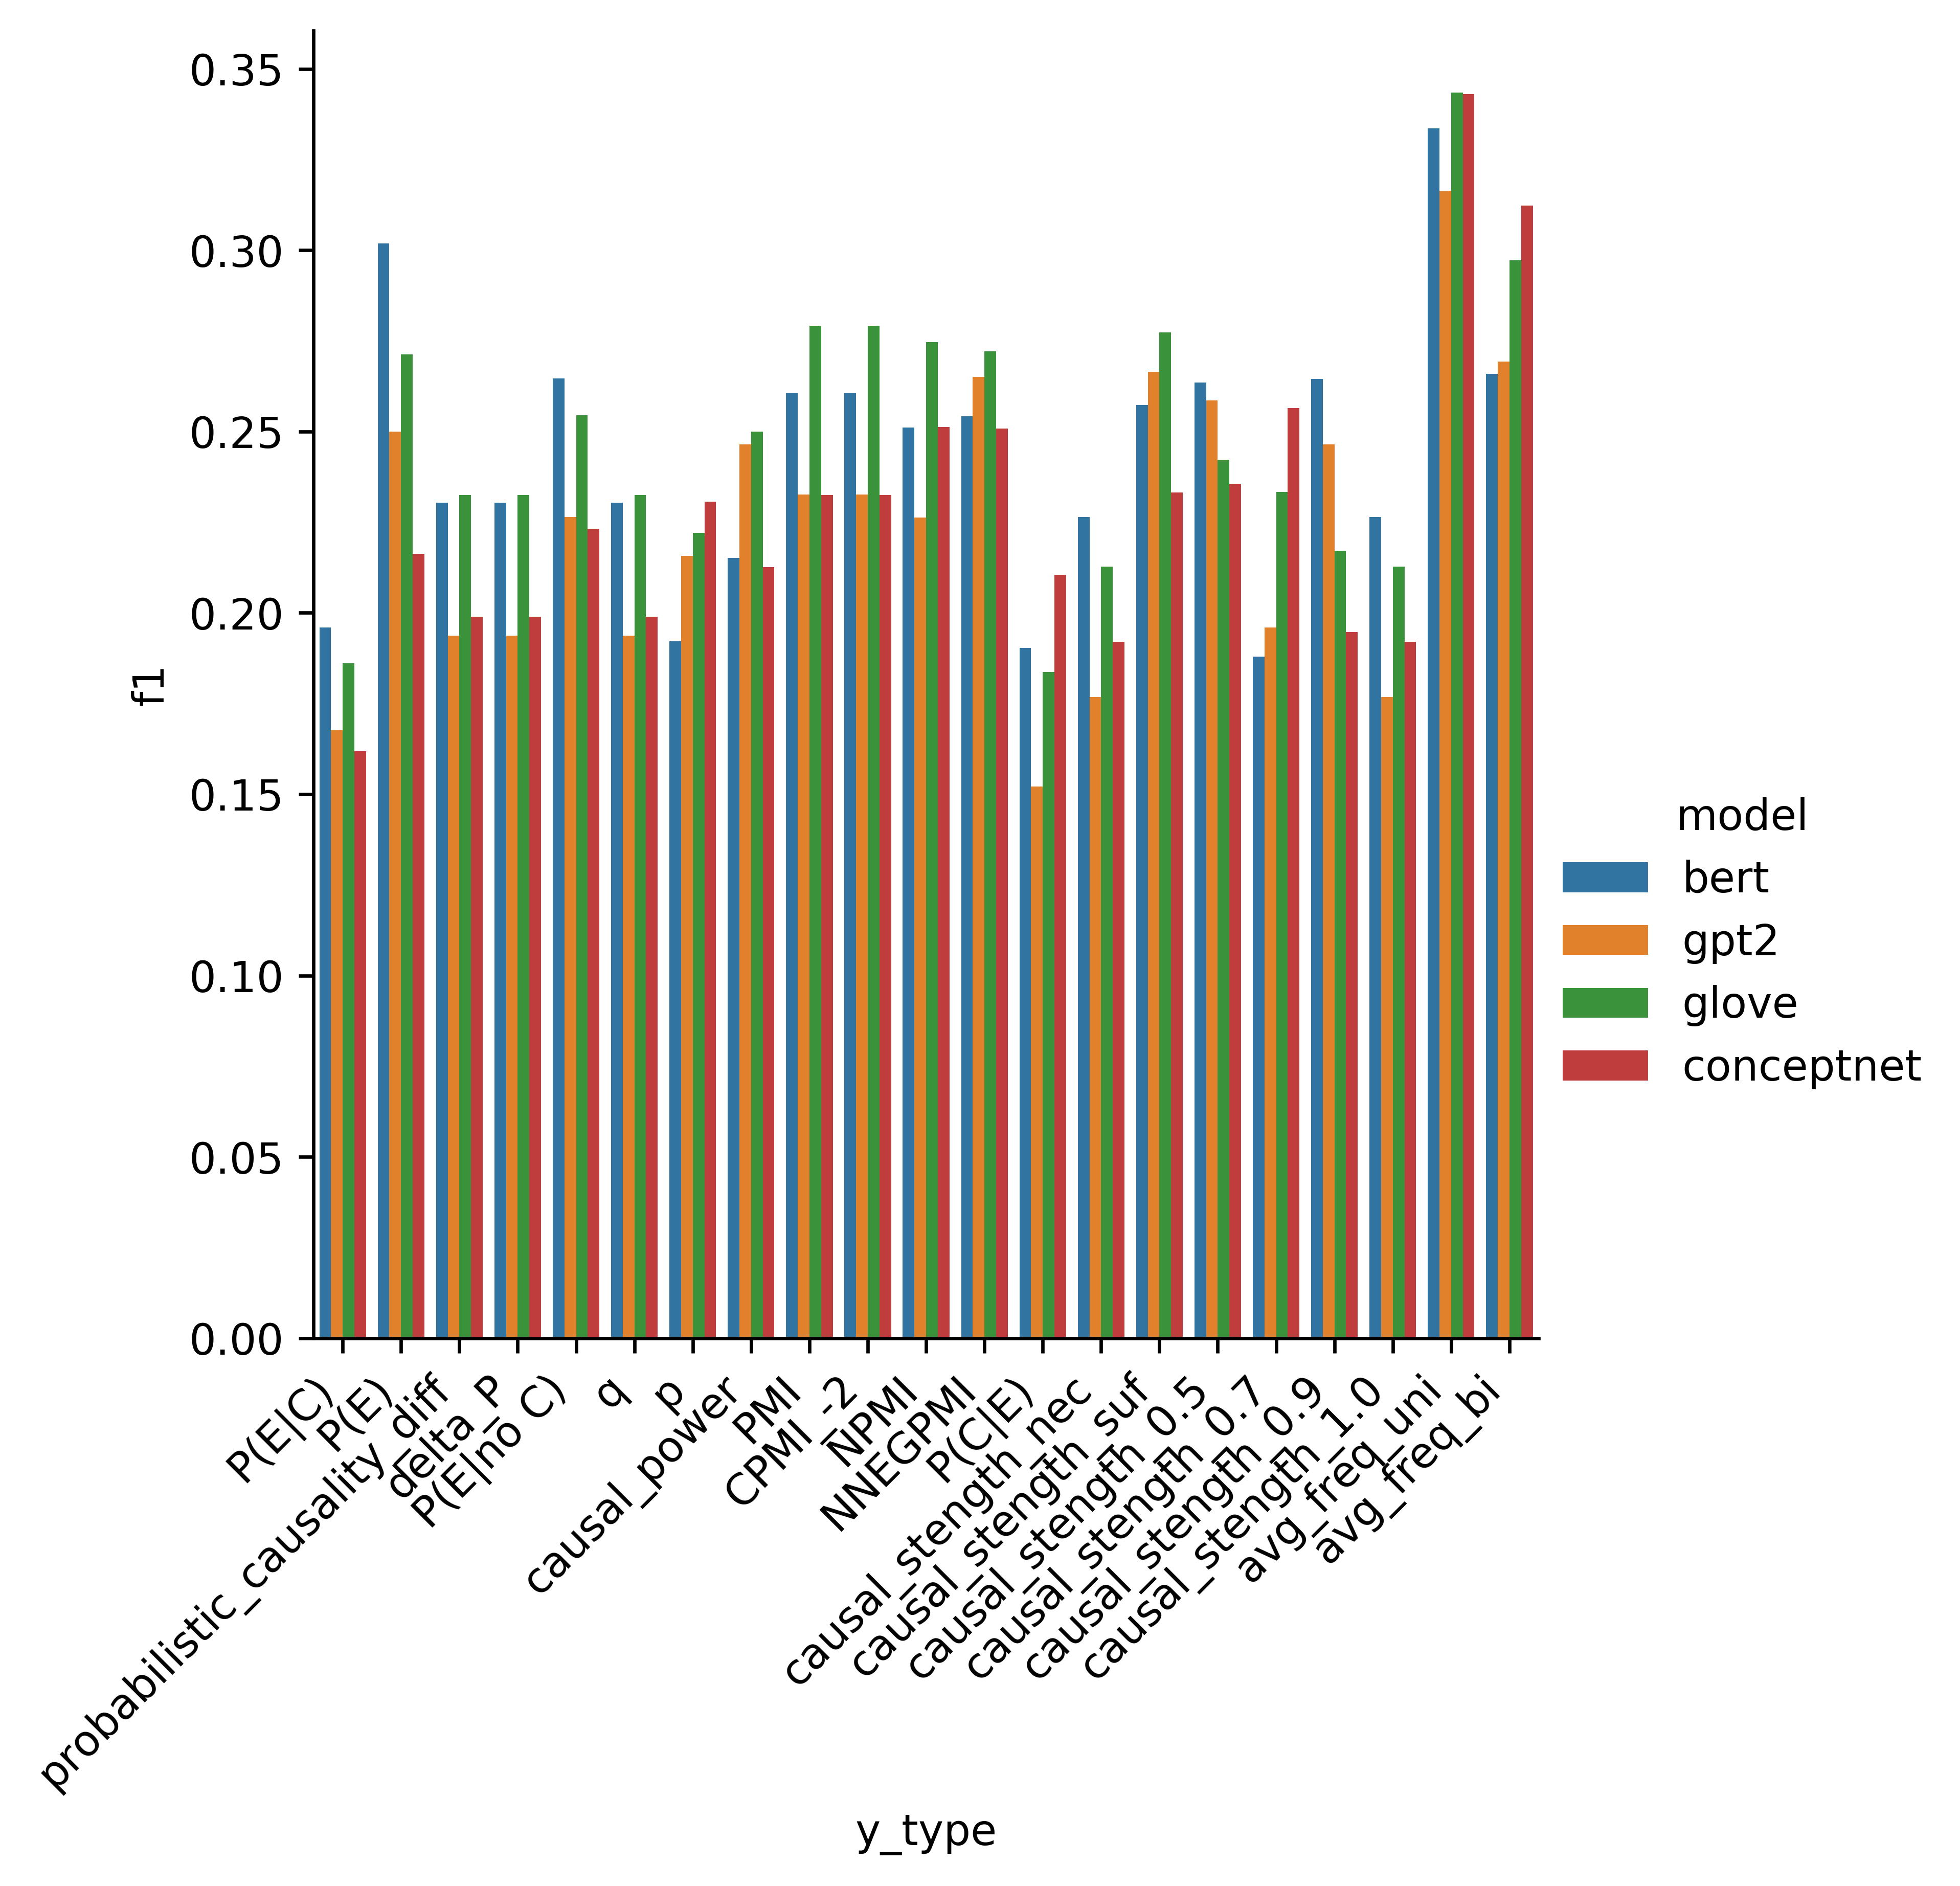 0.35
0.30
0.25
0.20
0.15
0.10
0.05
0.00
f1
P(E|C)
P(E)
probabilistic_causality_diff
delta_P
P(E|no C)
q
p
causal_power
PMI
CPMI_-2
NPMI
NNEGPMI
P(C|E)
causal_stength_nec
causal_stength_suf
causal_stength_0.5
causal_stength_0.7
causal_stength_0.9
causal_stength_1.0
avg_freq_uni
avg_freq_bi
y_type
model
bert
gpt2
glove
conceptnet